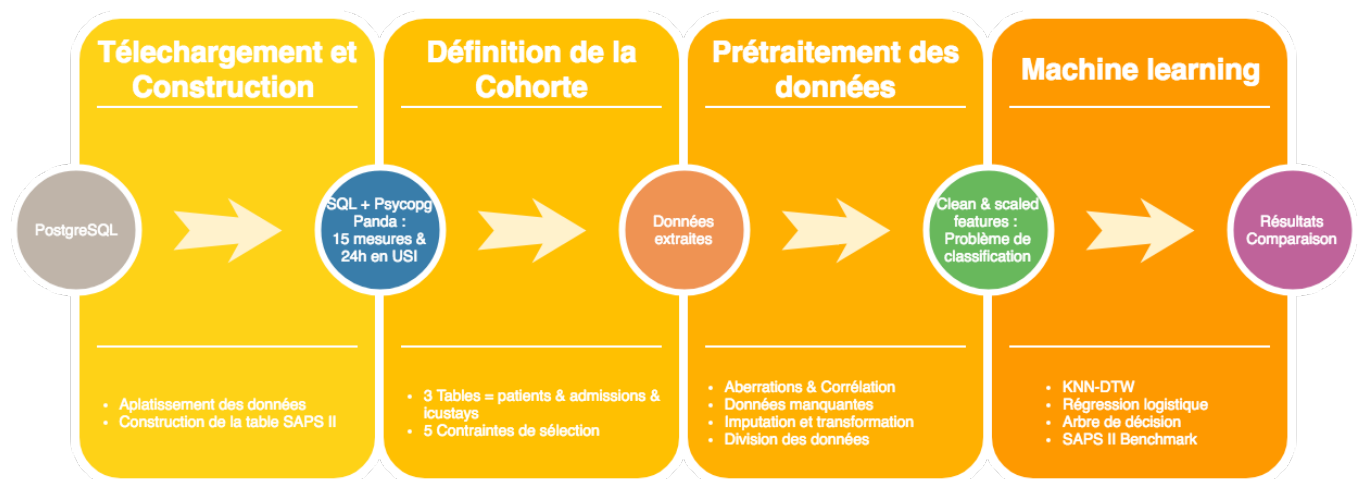 Télechargement et
Construction
Définition de la
Cohorte
Prétraitement des
données
Machine learning
PostgreSQL
SQL + Psycopg
Panda :
15 mesures &
24h en USI
Données
extraites
Clean & scaled
features :
Problème de
classification
Résultats
Comparaison
• Aplatissement des données
• Construction de la table SAPS II
• 3 Tables = patients & admissions &
icustays
• 5 Contraintes de sélection
• Aberrations & Corrélation
• Données manquantes
• Imputation et transformation
• Division des données
• KNN-DTW
• Régression logistique
• Arbre de décision
• SAPS II Benchmark